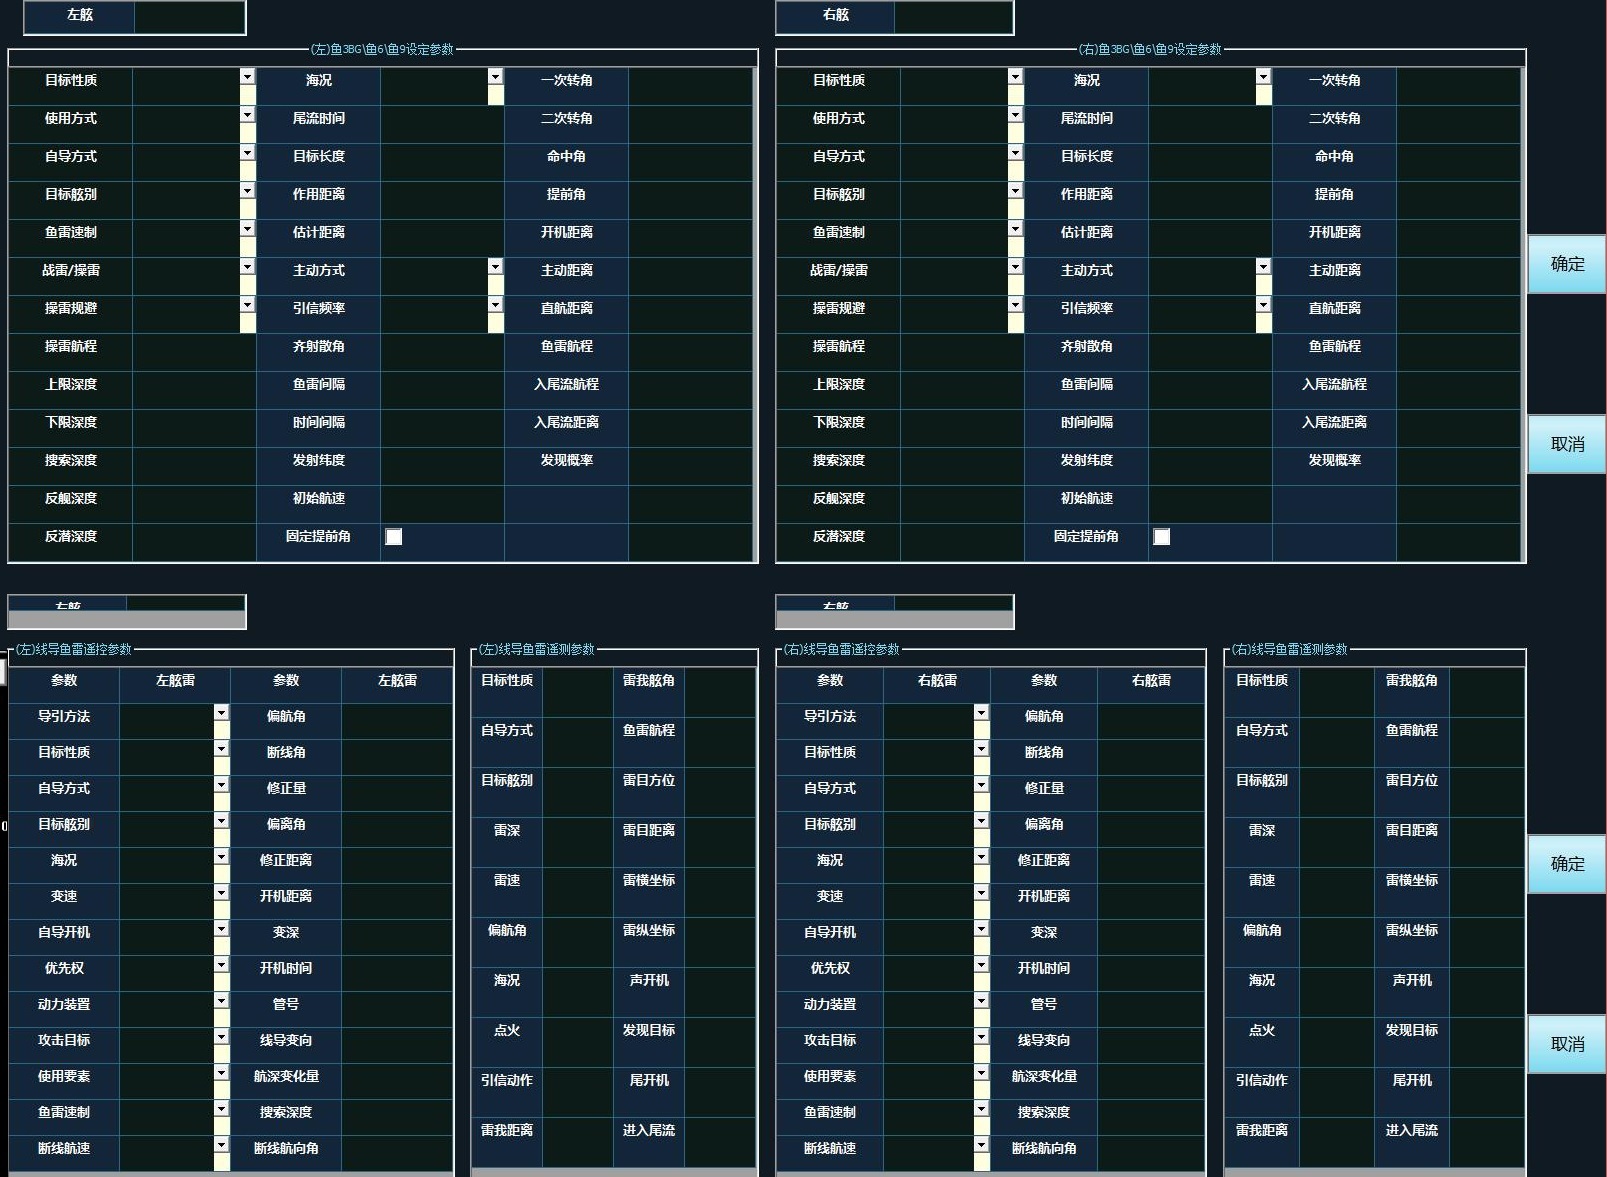 左舷
右舷
(左)鱼3BG\鱼6\鱼9设定参数
(右)鱼3BG\鱼6\鱼9设定参数
目标性质 海况 一次转角
使用方式 尾流时间 二次转角
自导方式 目标长度 命中角
目标舷别 作用距离 提前角
鱼雷速制 估计距离 开机距离
战雷/操雷 主动方式 主动距离
操雷规避 引信频率 直航距离
操雷航程 齐射散角 鱼雷航程
上限深度 鱼雷间隔 入尾流航程
下限深度 时间间隔 入尾流距离
搜索深度 发射纬度 发现概率
反舰深度 初始航速
反潜深度 固定提前角
目标性质 海况 一次转角
使用方式 尾流时间 二次转角
自导方式 目标长度 命中角
目标舷别 作用距离 提前角
鱼雷速制 估计距离 开机距离
战雷/操雷 主动方式 主动距离
操雷规避 引信频率 直航距离
操雷航程 齐射散角 鱼雷航程
上限深度 鱼雷间隔 入尾流航程
下限深度 时间间隔 入尾流距离
搜索深度 发射纬度 发现概率
反舰深度 初始航速
反潜深度 固定提前角
确定
取消
(左)线导鱼雷遥控参数
参数 左舷雷 参数 左舷雷
导引方法 偏航角
目标性质 断线角
自导方式 修正量
目标舷别 偏离角
海况 修正距离
变速 开机距离
自导开机 变深
优先权 开机时间
动力装置 管号
攻击目标 线导变向
使用要素 航深变化量
鱼雷速制 搜索深度
断线航速 断线航向角
(左)线导鱼雷遥测参数
目标性质 雷我舷角
自导方式 鱼雷航程
目标舷别 雷目方位
雷深 雷目距离
雷速 雷横坐标
偏航角 雷纵坐标
海况 声开机
点火 发现目标
引信动作 尾开机
雷我距离 进入尾流
(右)线导鱼雷遥控参数
参数 右舷雷 参数 右舷雷
导引方法 偏航角
目标性质 断线角
自导方式 修正量
目标舷别 偏离角
海况 修正距离
变速 开机距离
自导开机 变深
优先权 开机时间
动力装置 管号
攻击目标 线导变向
使用要素 航深变化量
鱼雷速制 搜索深度
断线航速 断线航向角
(右)线导鱼雷遥测参数
目标性质 雷我舷角
自导方式 鱼雷航程
目标舷别 雷目方位
雷深 雷目距离
雷速 雷横坐标
偏航角 雷纵坐标
海况 声开机
点火 发现目标
引信动作 尾开机
雷我距离 进入尾流
确定
取消